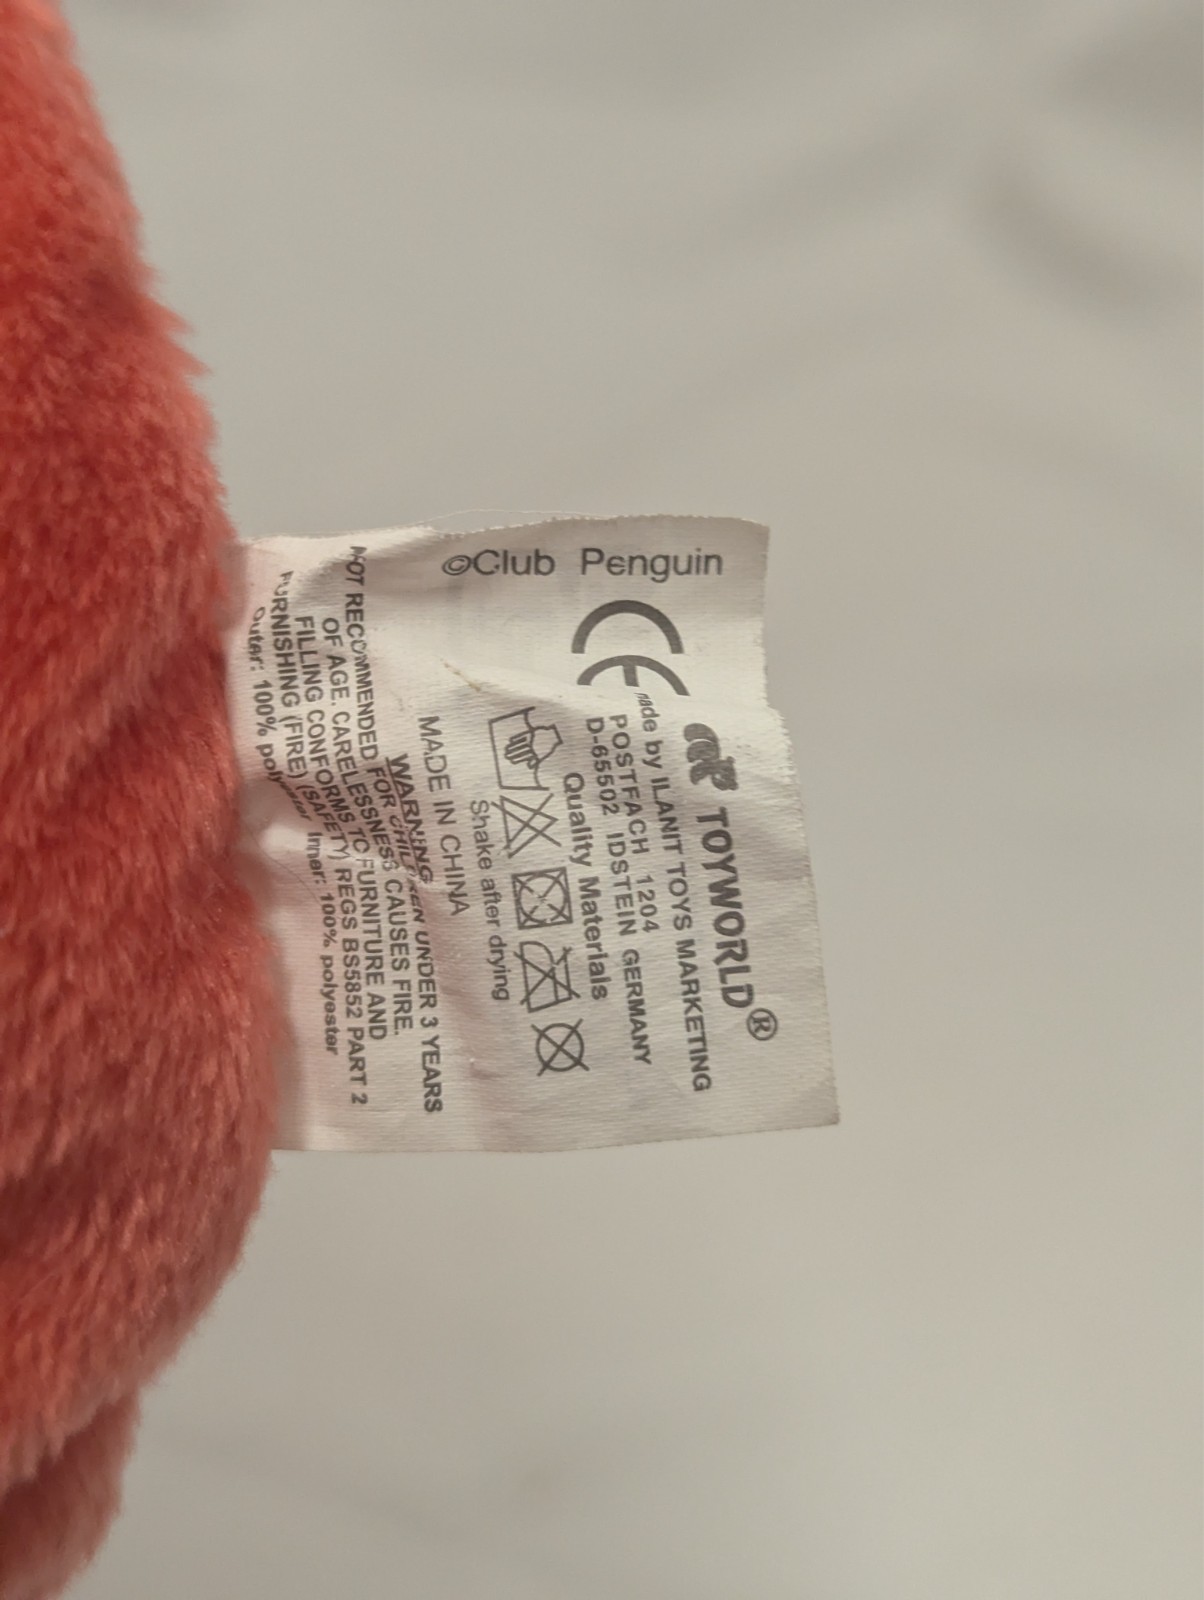 ©Club Penguin
CE
TOYWORLD®
made by ILANIT TOYS MARKETING
POSTFACH 1204
D-65502 IDSTEIN GERMANY
Quality Materials
Shake after drying
MADE IN CHINA
WARNING
NOT RECOMMENDED FOR CHILDREN UNDER 3 YEARS
OF AGE. CARELESSNESS CAUSES FIRE.
FILLING CONFORMS TO FURNITURE AND
FURNISHING (FIRE) (SAFETY) REGS BS5852 PART 2
Outer: 100% polyester Inner: 100% polyester